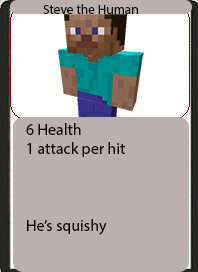 Steve the Human
6 Health
1 attack per hit
He's squishy